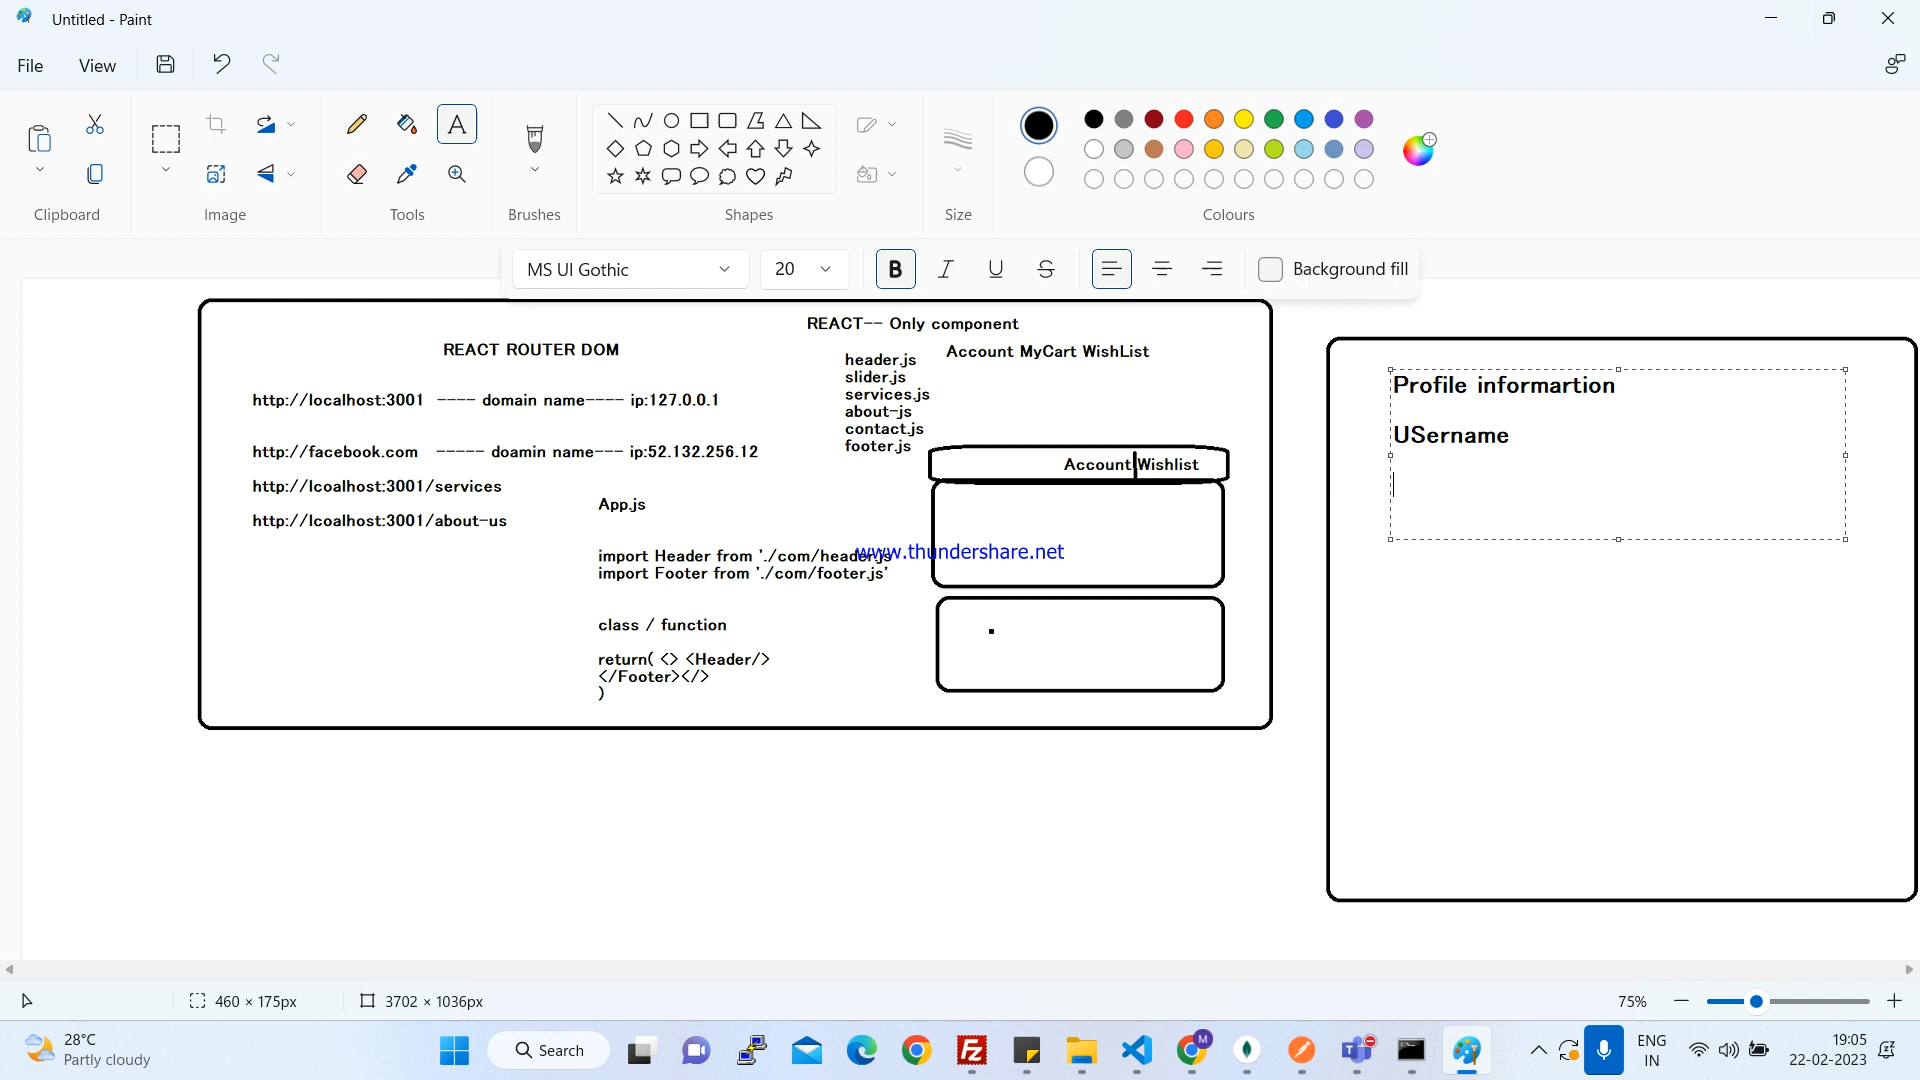 Untitled - Paint
File
View
Clipboard
Image
Tools
Brushes
Shapes
Size
Colours
MS UI Gothic
20
B
I
U
S
Background fill
REACT-- Only component
REACT ROUTER DOM
Account MyCart WishList
header.js
slider.js
services.js
about-js
contact.js
footer.js
http://localhost:3001 ---- domain name---- ip:127.0.0.1
http://facebook.com ----- doamin name--- ip:52.132.256.12
http://lcoalhost:3001/services
http://lcoalhost:3001/about-us
Account Wishlist
App.js
import Header from './com/header.js'
import Footer from './com/footer.js'
www.thundershare.net
class / function
return( <> <Header/>
</Footer></>
)
Profile informartion
USername
460 × 175px
3702 × 1036px
75%
28°C
Partly cloudy
Search
ENG
IN
19:05
22-02-2023